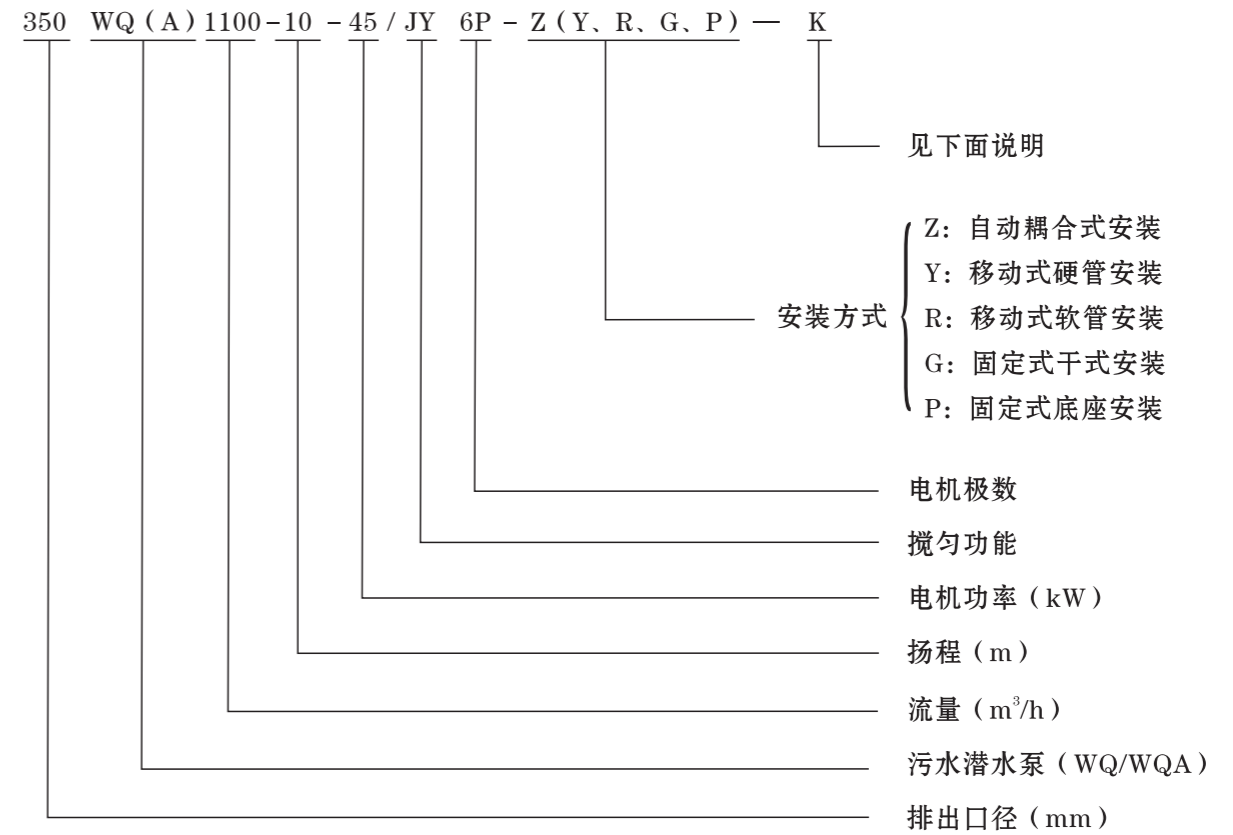 350 WQ(A)1100-10-45/JY 6P-Z(Y、R、G、P)— K
见下面说明
Z：自动耦合式安装
Y：移动式硬管安装
安装方式
R：移动式软管安装
G：固定式干式安装
P：固定式底座安装
电机极数
搅匀功能
电机功率（kW）
扬程（m）
流量（m³/h）
污水潜水泵（WQ/WQA）
排出口径（mm）